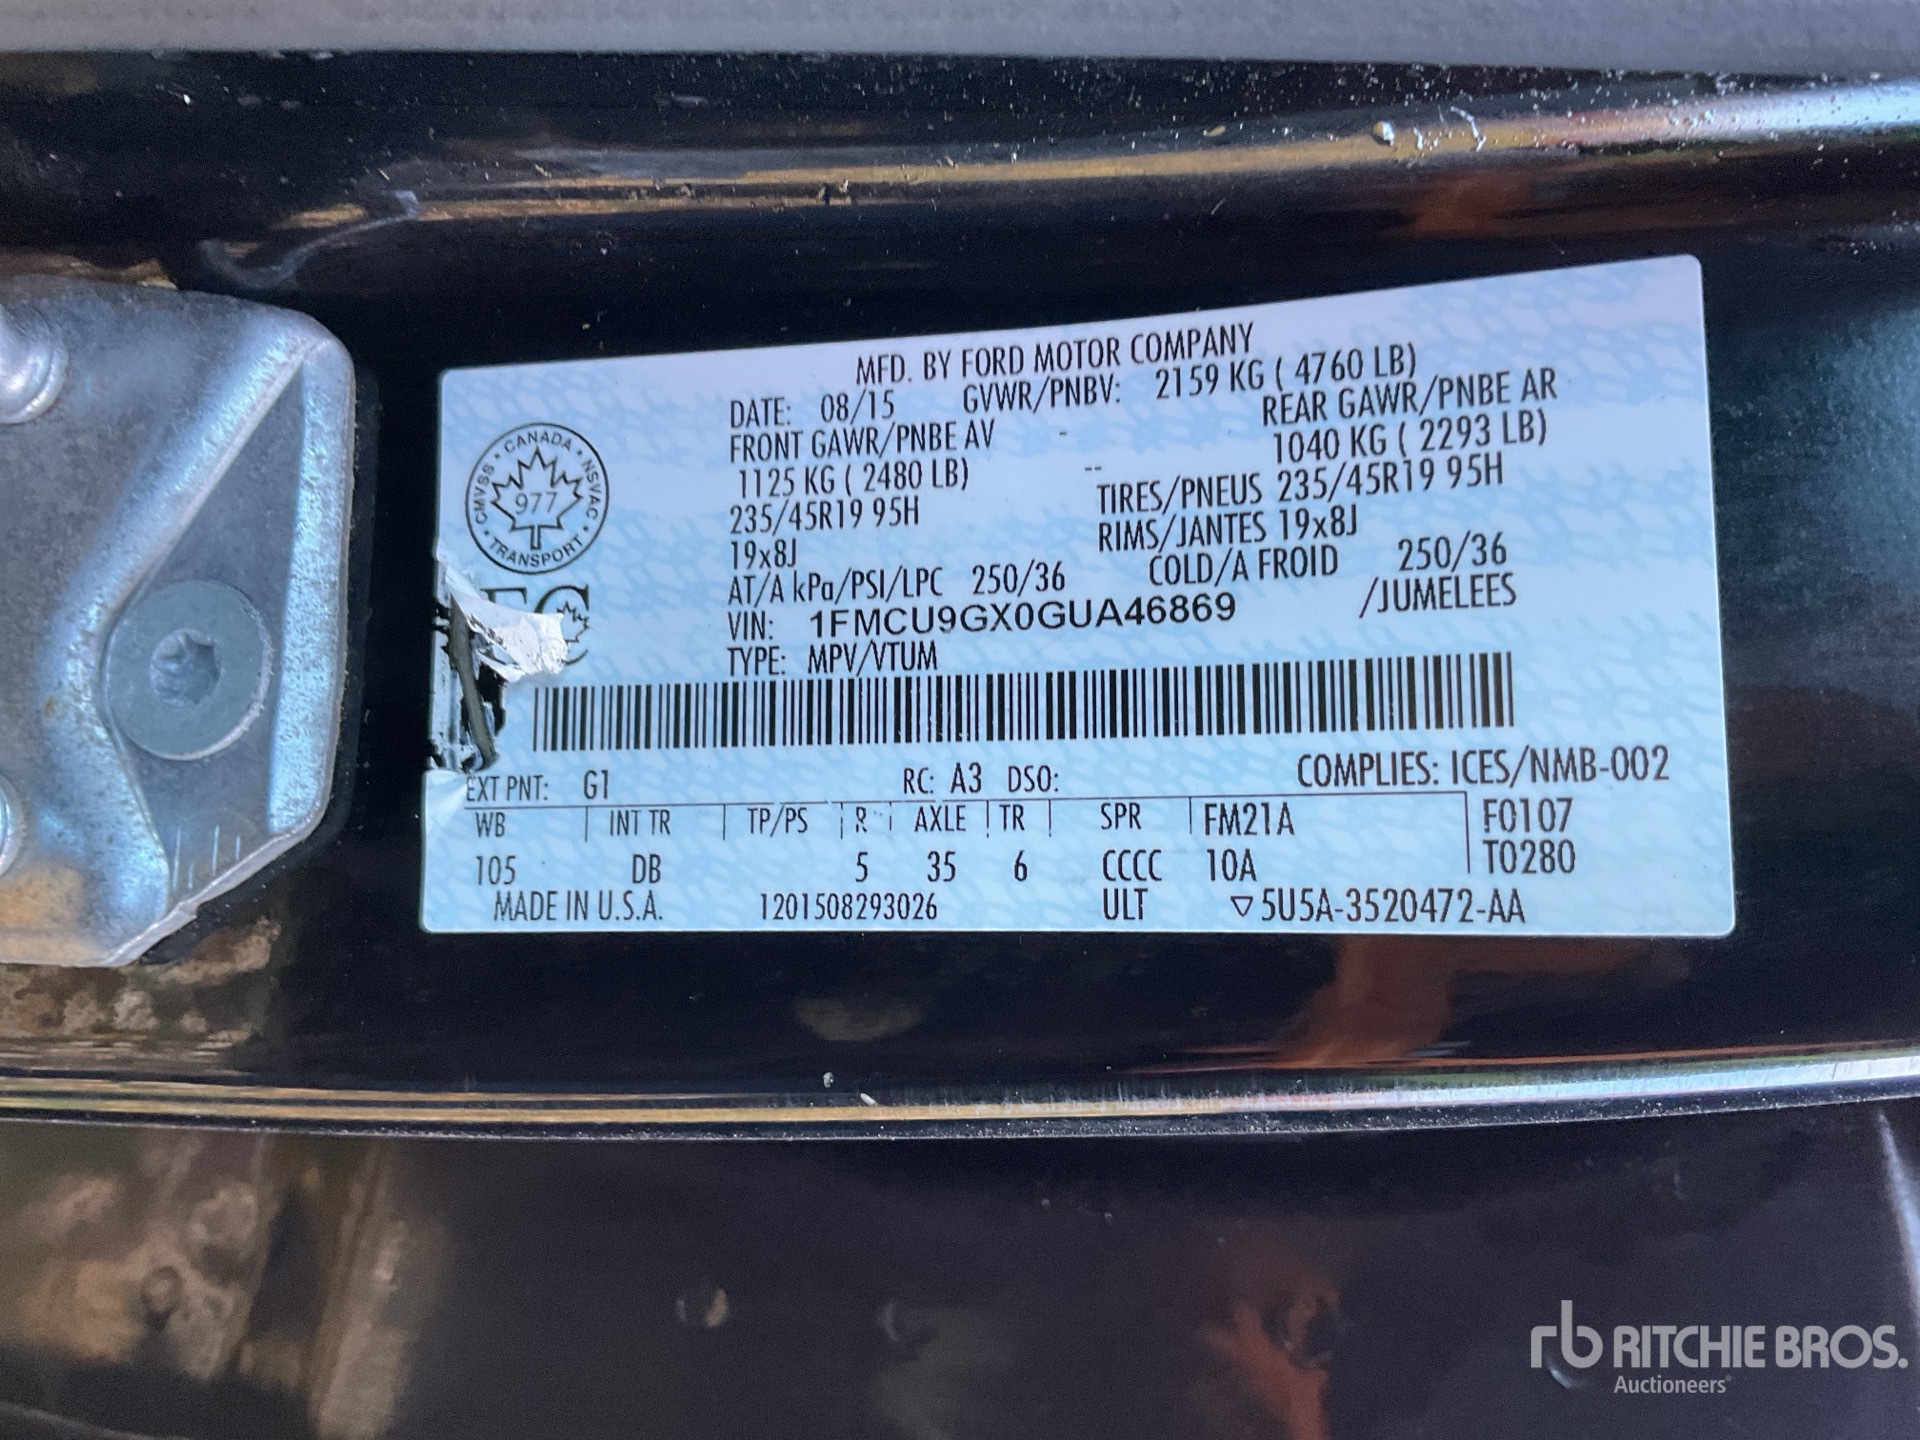 MFD. BY FORD MOTOR COMPANY
DATE: 08/15 GVWR/PNBV: 2159 KG ( 4760 LB)
FRONT GAWR/PNBE AV - REAR GAWR/PNBE AR
1125 KG ( 2480 LB) -- 1040 KG ( 2293 LB)
235/45R19 95H TIRES/PNEUS 235/45R19 95H
19x8J RIMS/JANTES 19x8J
AT/A kPa/PSI/LPC 250/36 COLD/A FROID 250/36
VIN: 1FMCU9GX0GUA46869 /JUMELEES
TYPE: MPV/VTUM
CANADA
CMVSS NSVAC
977
TRANSPORT
EXT PNT: G1 RC: A3 DSO: COMPLIES: ICES/NMB-002
WB INT TR TP/PS R AXLE TR SPR FM21A F0107
105 DB 5 35 6 CCCC 10A T0280
MADE IN U.S.A. 1201508293026 ULT ▽5U5A-3520472-AA
rb RITCHIE BROS.
Auctioneers